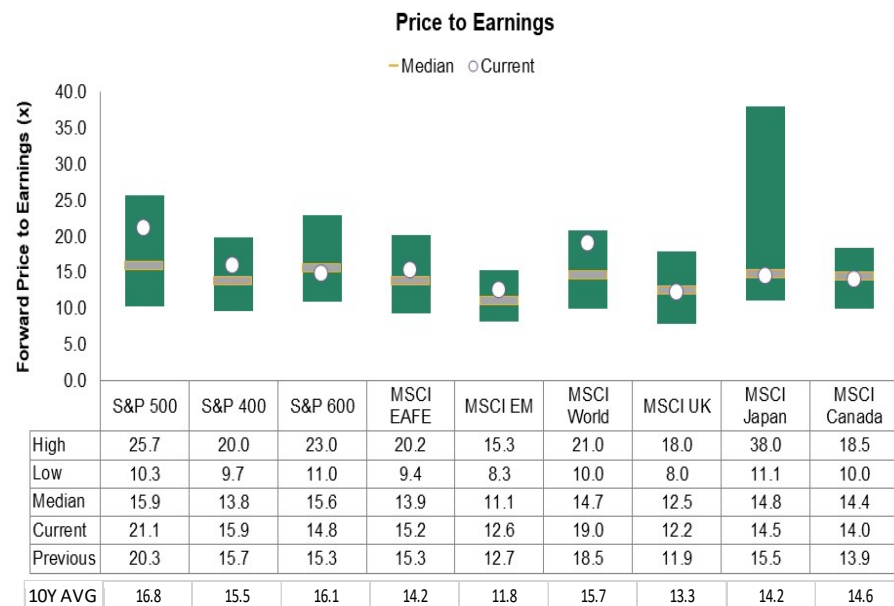 Price to Earnings
Median Current
Forward Price to Earnings (x)
40.0
35.0
30.0
25.0
20.0
15.0
10.0
5.0
0.0
S&P 500 S&P 400 S&P 600 MSCI EAFE MSCI EM MSCI World MSCI UK MSCI Japan MSCI Canada
High 25.7 20.0 23.0 20.2 15.3 21.0 18.0 38.0 18.5
Low 10.3 9.7 11.0 9.4 8.3 10.0 8.0 11.1 10.0
Median 15.9 13.8 15.6 13.9 11.1 14.7 12.5 14.8 14.4
Current 21.1 15.9 14.8 15.2 12.6 19.0 12.2 14.5 14.0
Previous 20.3 15.7 15.3 15.3 12.7 18.5 11.9 15.5 13.9
10Y AVG 16.8 15.5 16.1 14.2 11.8 15.7 13.3 14.2 14.6